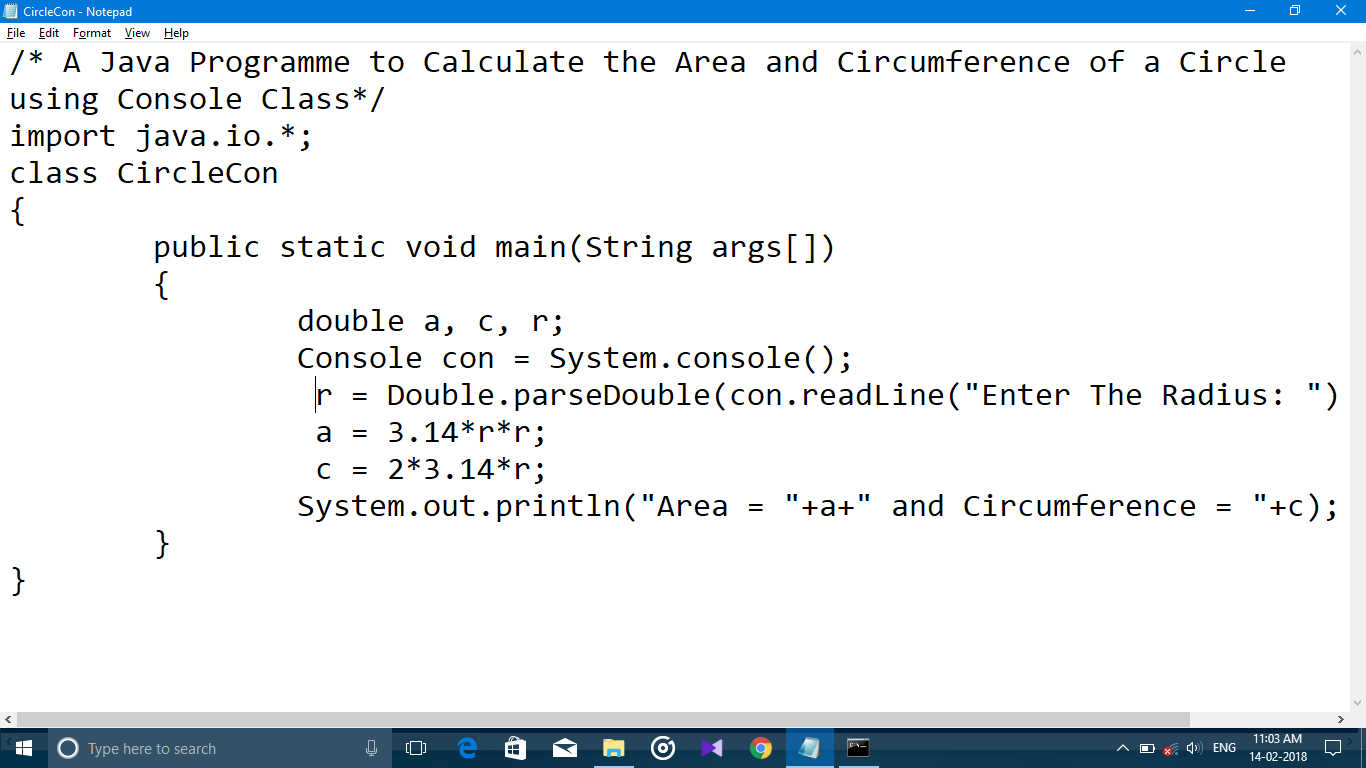 CircleCon - Notepad
File Edit Format View Help
/* A Java Programme to Calculate the Area and Circumference of a Circle
using Console Class*/
import java.io.*;
class CircleCon
{
public static void main(String args[])
{
double a, c, r;
Console con = System.console();
r = Double.parseDouble(con.readLine("Enter The Radius: ")
a = 3.14*r*r;
c = 2*3.14*r;
System.out.println("Area = "+a+" and Circumference = "+c);
}
}
Type here to search
ENG
11:03 AM
14-02-2018